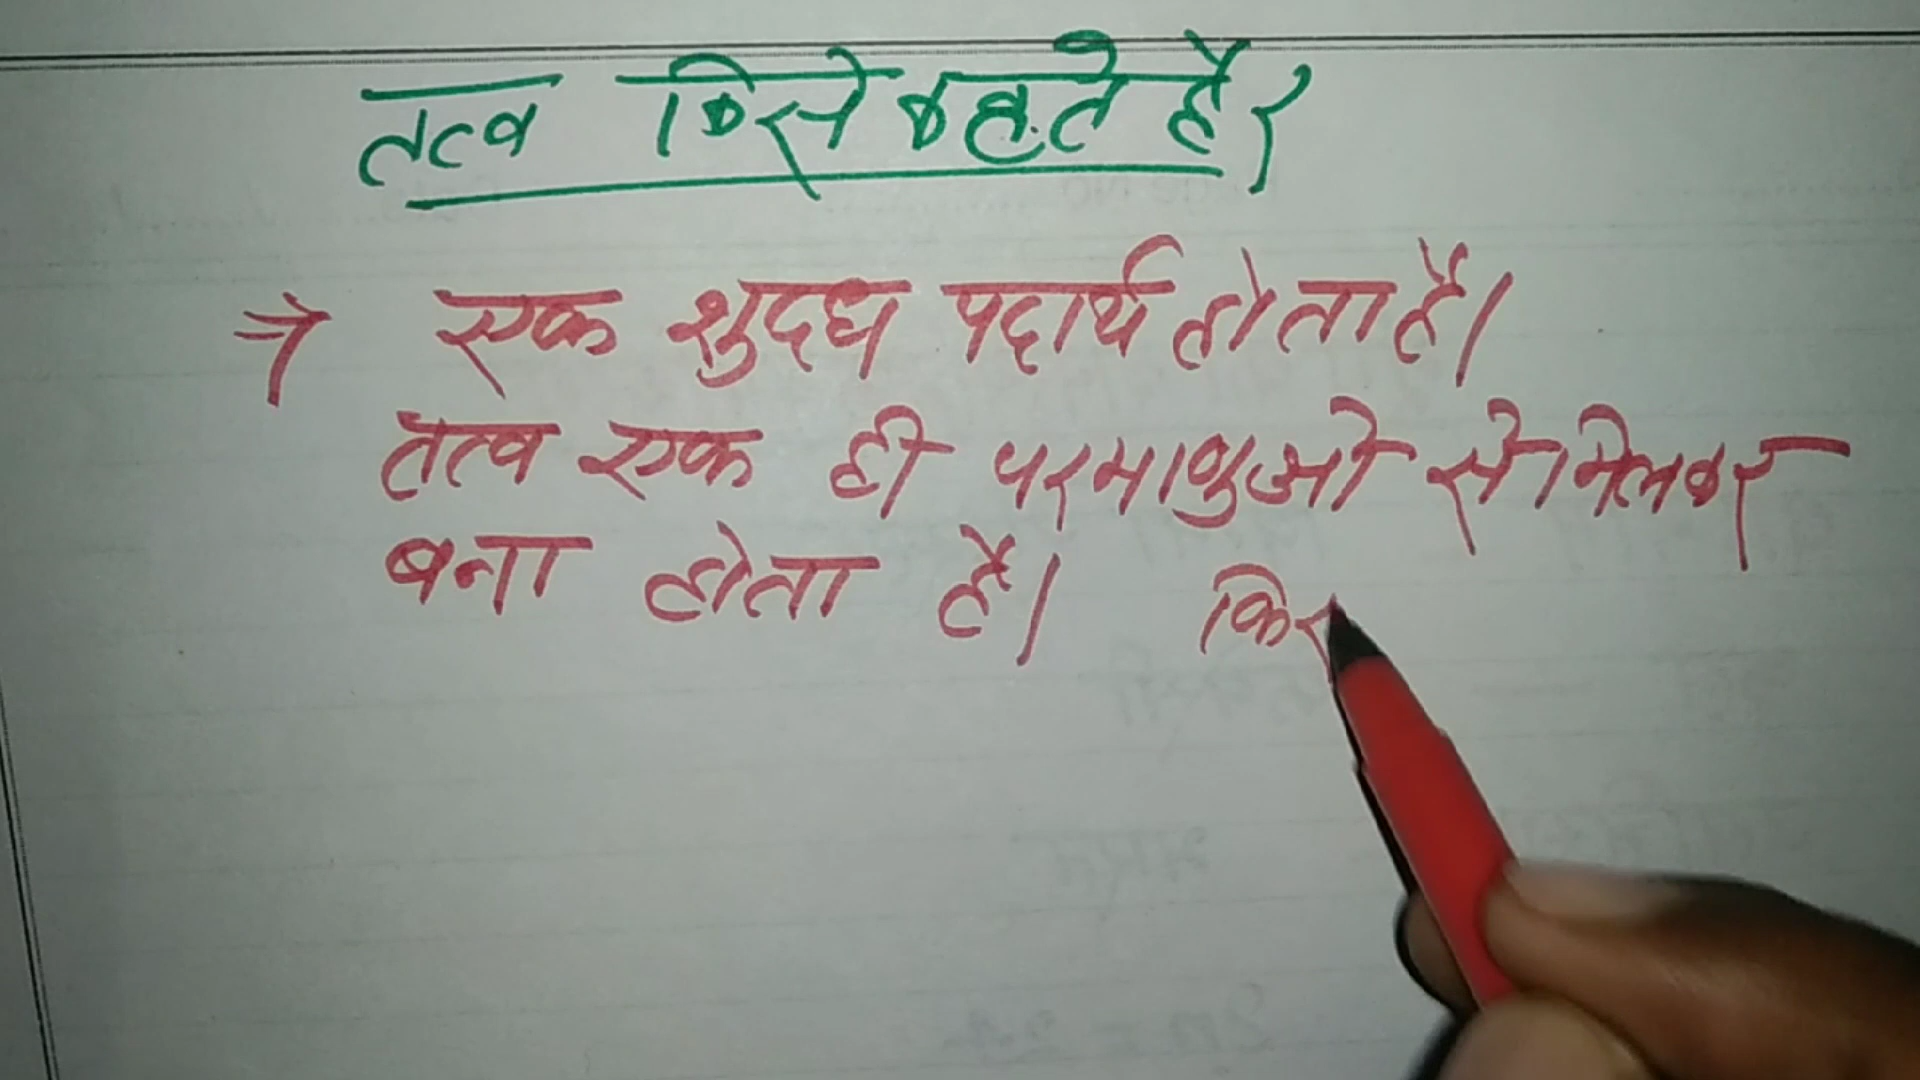 तत्व किसे कहते है।
⇒ एक शुदध पदार्थ होता है।
तत्व एक ही परमाणुओ से मिलकर
बना होता है। किस